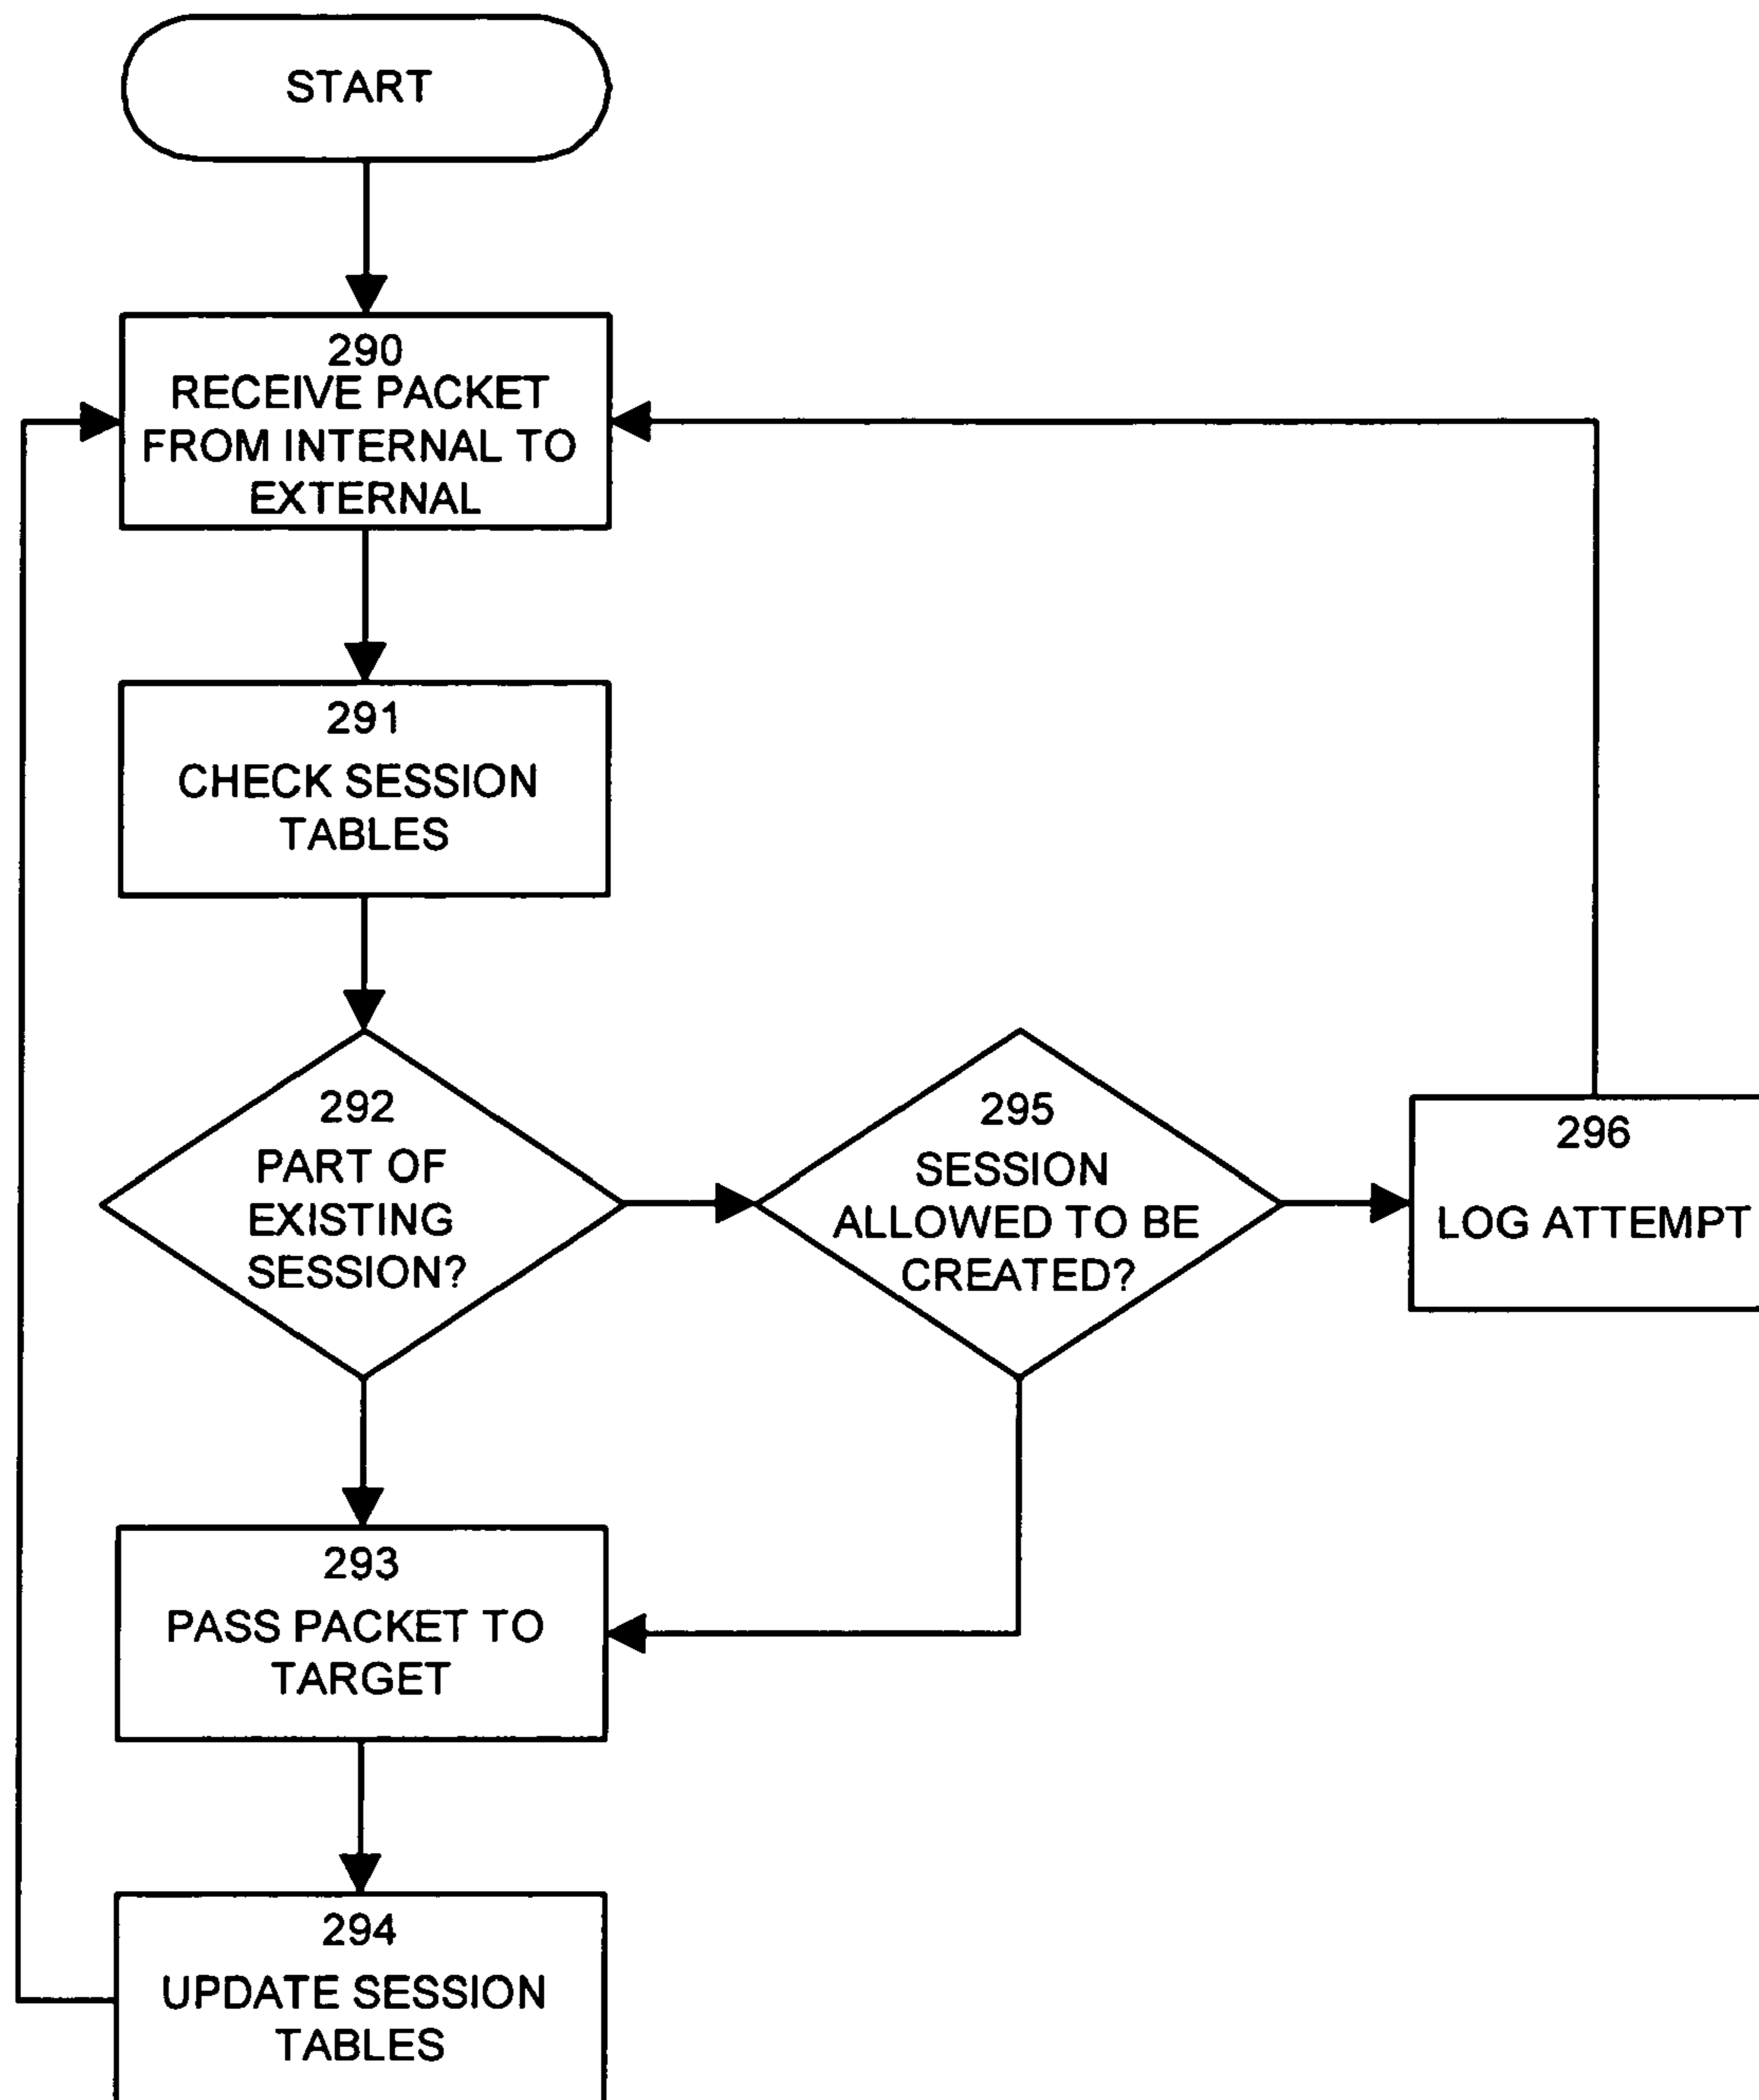 START
290
RECEIVE PACKET
FROM INTERNAL TO
EXTERNAL
291
CHECK SESSION
TABLES
292
PART OF
EXISTING
SESSION?
295
SESSION
ALLOWED TO BE
CREATED?
296
LOG ATTEMPT
293
PASS PACKET TO
TARGET
294
UPDATE SESSION
TABLES